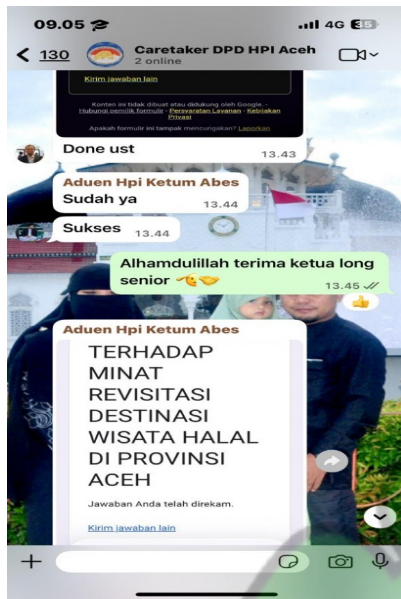 09.05
4G 35
130
Caretaker DPD HPI Aceh
2 online
Kirim jawaban lain
Konten ini tidak dibuat atau didukung oleh Google. -
Hubungi pemilik formulir - Persyaratan Layanan - Kebijakan
Privasi
Apakah formulir ini tampak mencurigakan? Laporkan
Done ust
13.43
Aduen Hpi Ketum Abes
Sudah ya
13.44
Sukses
13.44
Alhamdulillah terima ketua long
senior
13.45
Aduen Hpi Ketum Abes
TERHADAP
MINAT
REVISITASI
DESTINASI
WISATA HALAL
DI PROVINSI
ACEH
Jawaban Anda telah direkam.
Kirim jawaban lain